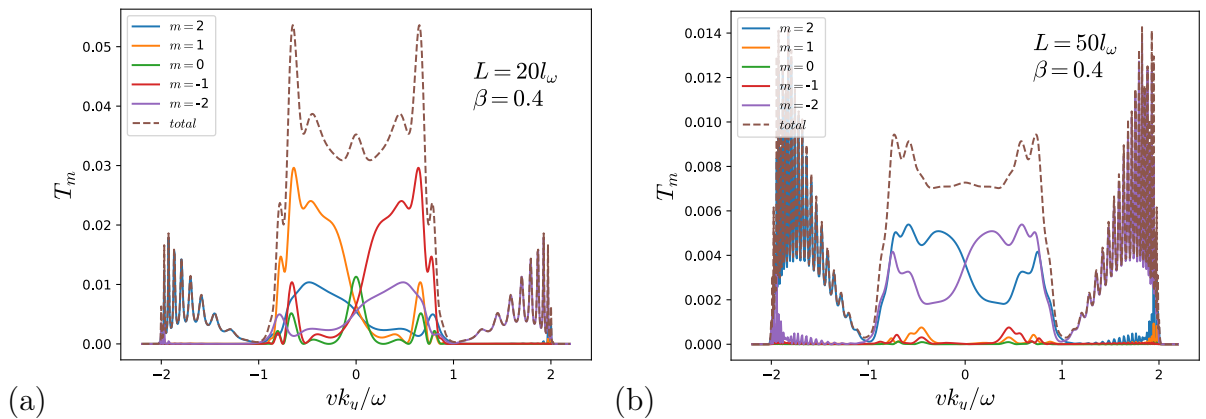 m = 2
m = 1
m = 0
m = -1
m = -2
total
L = 20l_ω
β = 0.4
T_m
0.05
0.04
0.03
0.02
0.01
0.00
−2
−1
0
1
2
vk_y/ω
(a)
m = 2
m = 1
m = 0
m = -1
m = -2
total
L = 50l_ω
β = 0.4
T_m
0.014
0.012
0.010
0.008
0.006
0.004
0.002
0.000
−2
−1
0
1
2
vk_y/ω
(b)